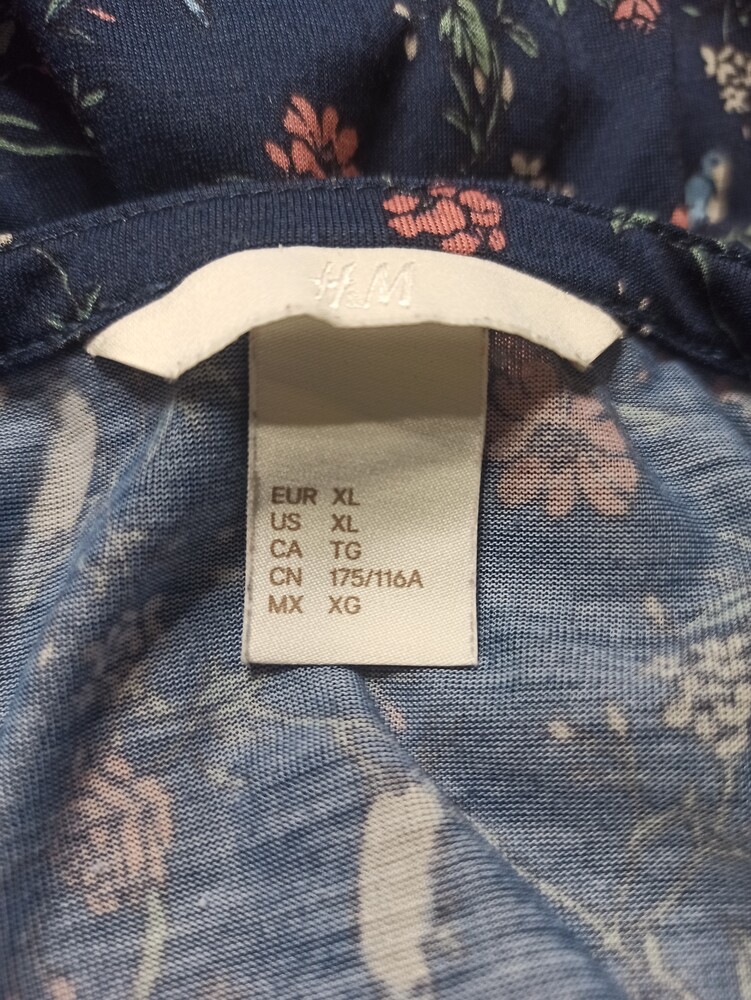 H&M
EUR XL
US XL
CA TG
CN 175/116A
MX XG